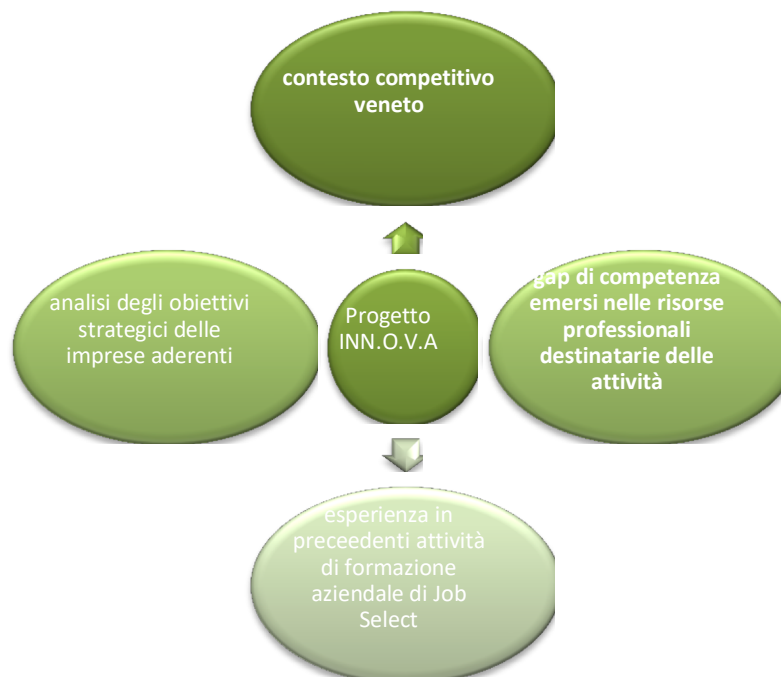 contesto competitivo
veneto
analisi degli obiettivi
strategici delle
imprese aderenti
Progetto
INN.O.V.A
gap di competenza
emersi nelle risorse
professionali
destinatarie delle
attività
esperienza in
preceedenti attività
di formazione
aziendale di Job
Select